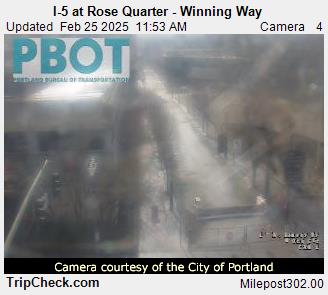 I-5 at Rose Quarter - Winning Way
Updated Feb 25 2025 11:53 AM Camera 4
PBOT
PORTLAND BUREAU OF TRANSPORTATION
Camera courtesy of the City of Portland
TripCheck.com Milepost302.00